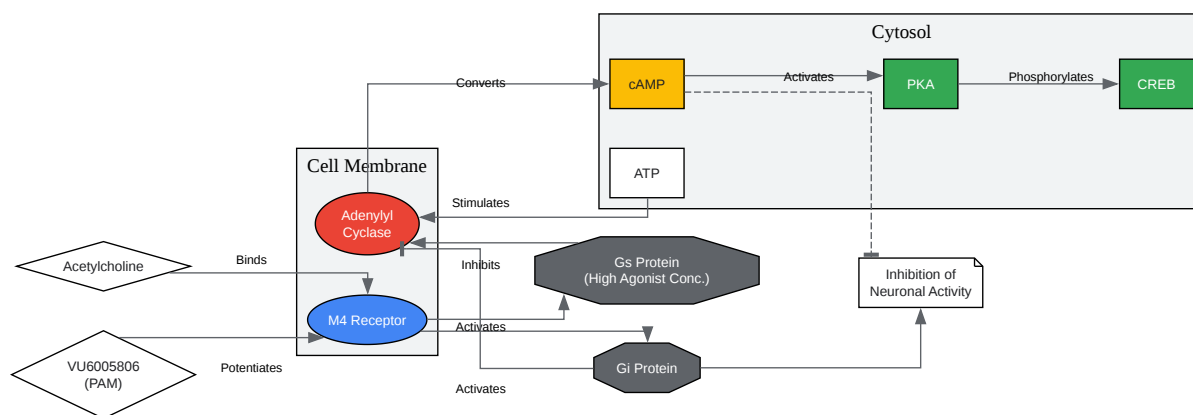 Cytosol
Converts
cAMP
Activates
PKA
Phosphorylates
CREB
Cell Membrane
ATP
Adenylyl
Cyclase
Stimulates
Acetylcholine
Binds
Inhibits
Gs Protein
(High Agonist Conc.)
Inhibition of
Neuronal Activity
M4 Receptor
Activates
VU6005806
(PAM)
Potentiates
Gi Protein
Activates